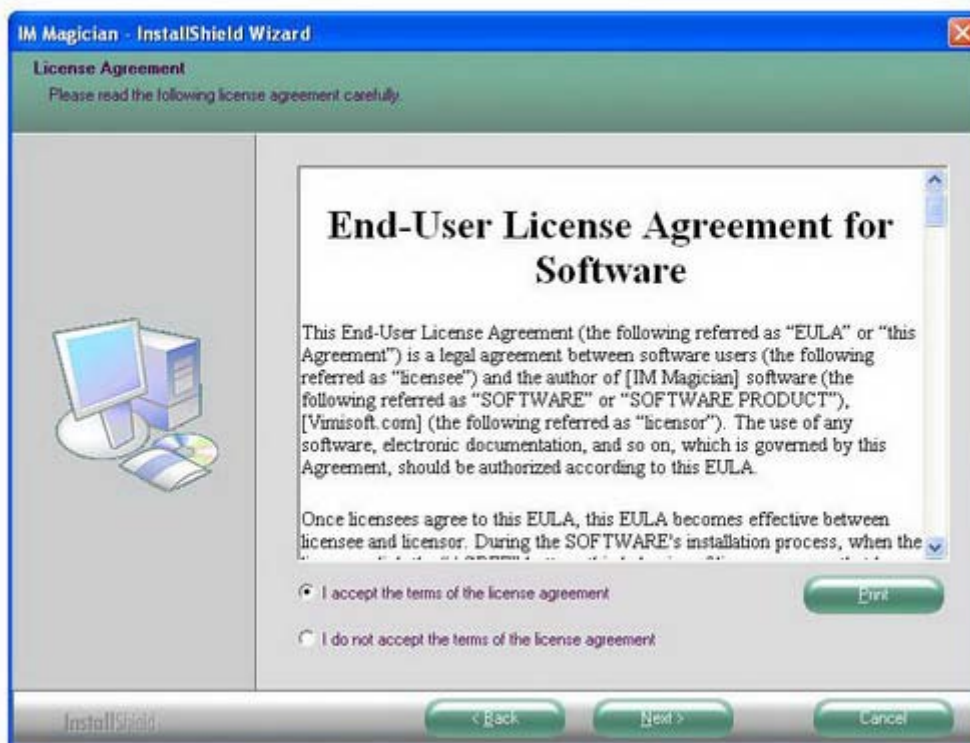 IM Magician - InstallShield Wizard
License Agreement
Please read the following license agreement carefully.
End-User License Agreement for
Software
This End-User License Agreement (the following referred as “EULA” or “this
Agreement”) is a legal agreement between software users (the following
referred as “licensee”) and the author of [IM Magician] software (the
following referred as “SOFTWARE” or “SOFTWARE PRODUCT”),
[Vimisoft.com] (the following referred as “licensor”). The use of any
software, electronic documentation, and so on, which is governed by this
Agreement, should be authorized according to this EULA.
Once licensees agree to this EULA, this EULA becomes effective between
licensee and licensor. During the SOFTWARE's installation process, when the
I accept the terms of the license agreement
Print
I do not accept the terms of the license agreement
InstallShield
< Back
Next >
Cancel